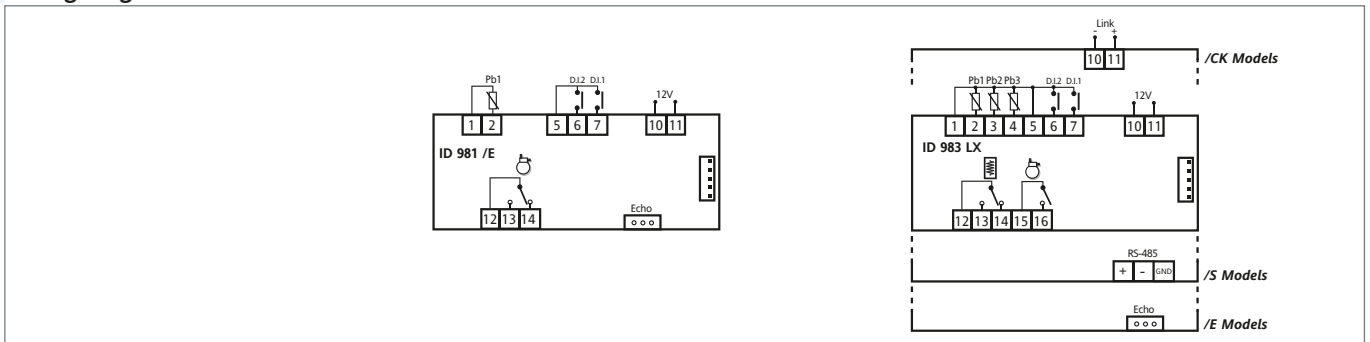 Link
- +
10 11
/CK Models
Pb1 D.I.2 D.I.1 12V
1 2 5 6 7 10 11
ID 981 /E
Echo
12 13 14
Pb1 Pb2 Pb3 D.I.2 D.I.1 12V
1 2 3 4 5 6 7 10 11
ID 983 LX
12 13 14 15 16
RS-485
+ - GND
/S Models
Echo
/E Models